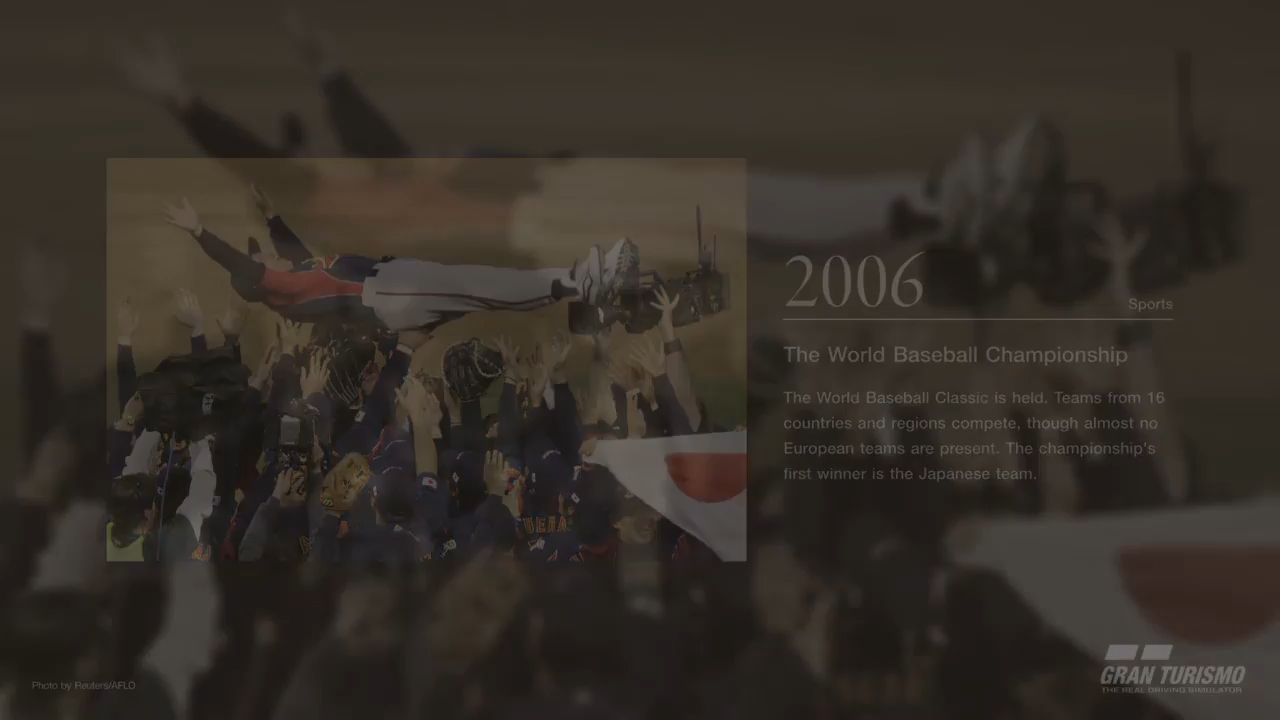 2006
Sports
The World Baseball Championship
The World Baseball Classic is held. Teams from 16
countries and regions compete, though almost no
European teams are present. The championship's
first winner is the Japanese team.
UEDA
Photo by Reuters/AFLO
GRAN TURISMO
THE REAL DRIVING SIMULATOR